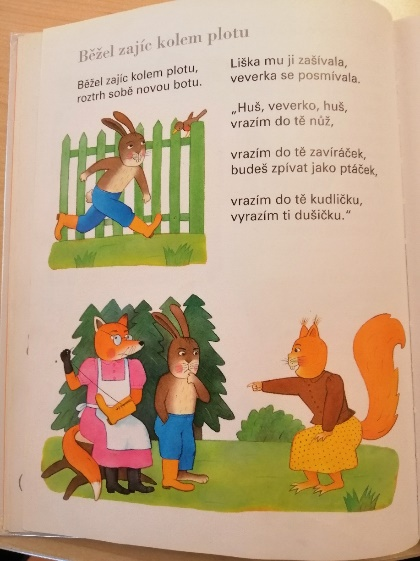 Běžel zajíc kolem plotu
Běžel zajíc kolem plotu,
roztrh sobě novou botu.
Liška mu ji zašívala,
veverka se posmívala.
„Huš, veverko, huš,
vrazím do tě nůž,
vrazím do tě zavíráček,
budeš zpívat jako ptáček,
vrazím do tě kudličku,
vyrazím ti dušičku.“